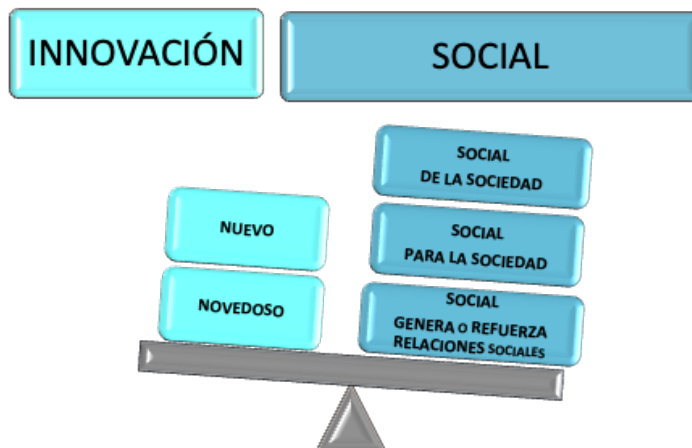 INNOVACIÓN
SOCIAL
NUEVO
NOVEDOSO
SOCIAL
DE LA SOCIEDAD
SOCIAL
PARA LA SOCIEDAD
SOCIAL
GENERA O REFUERZA
RELACIONES SOCIALES